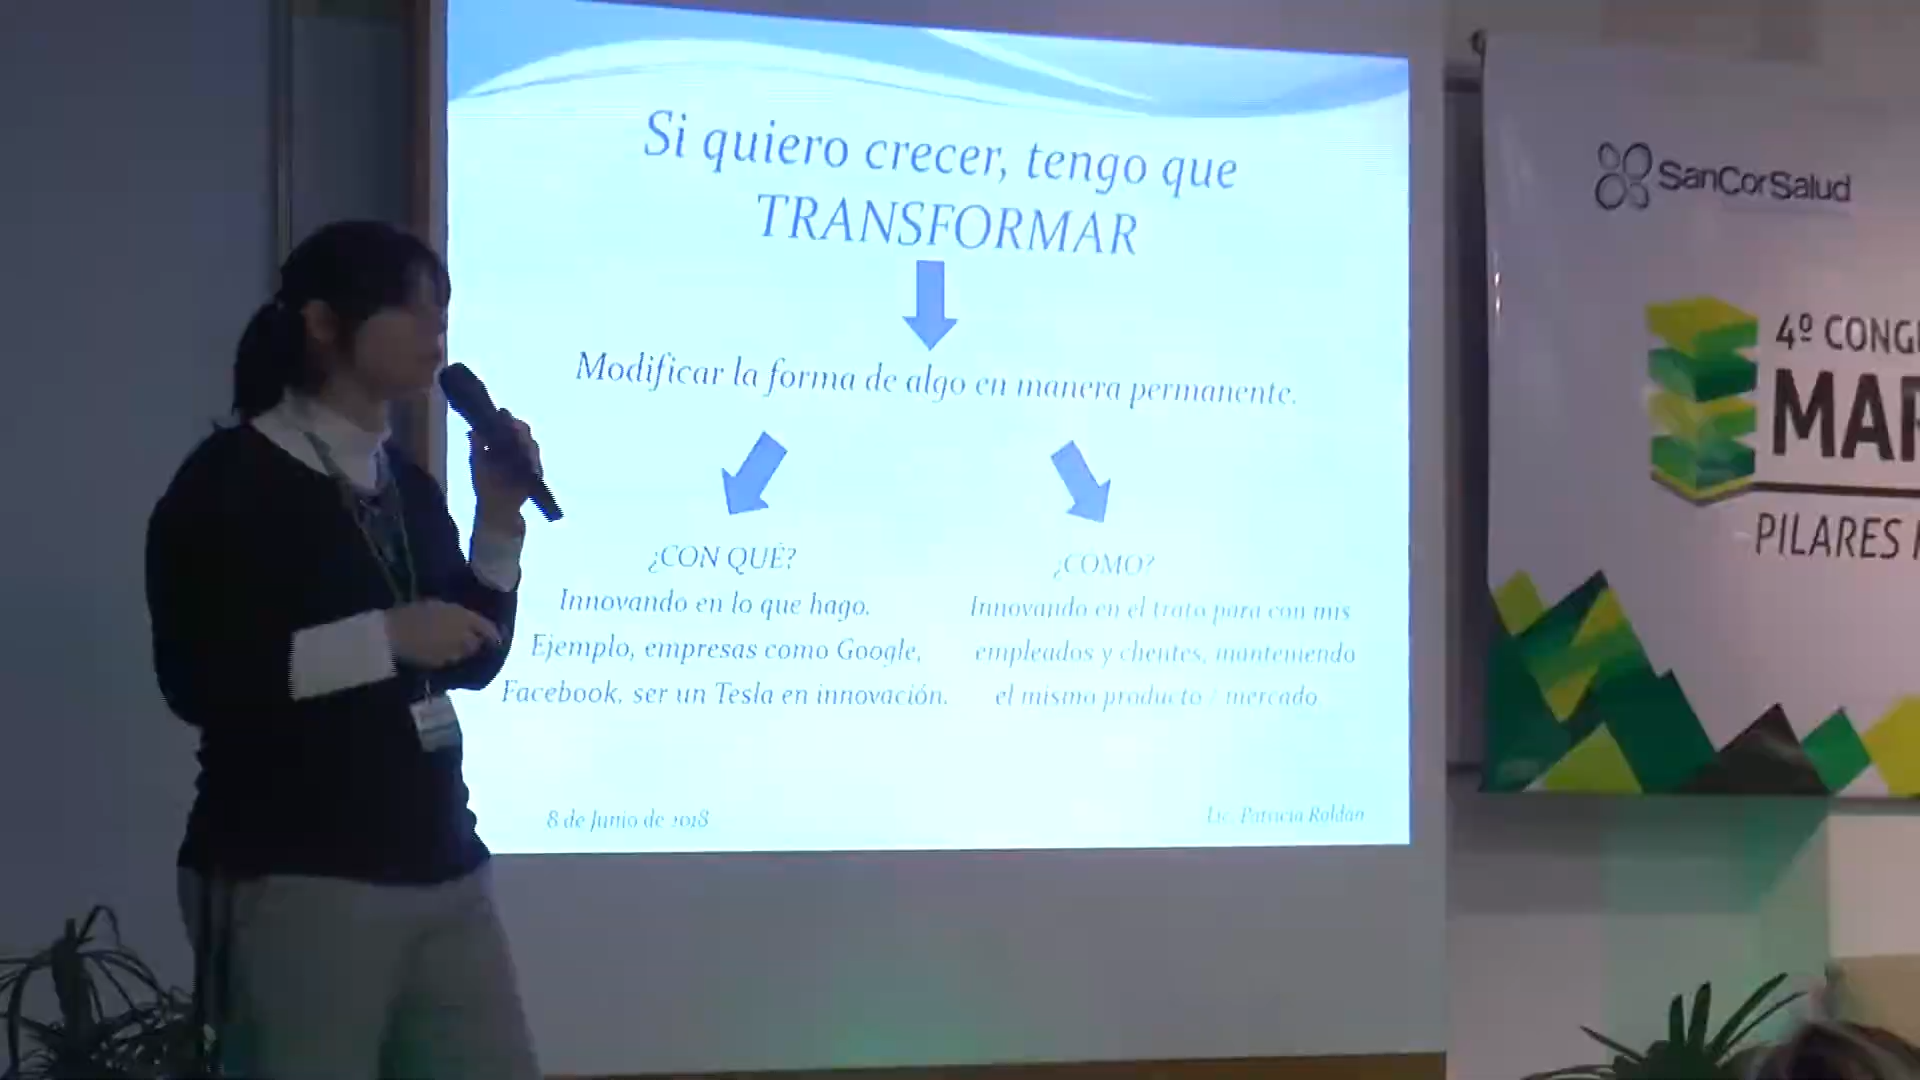 Si quiero crecer, tengo que
TRANSFORMAR
Modificar la forma de algo en manera permanente.
¿CON QUÉ?
Innovando en lo que hago.
Ejemplo, empresas como Google,
Facebook, ser un Tesla en innovación.
¿COMO?
Innovando en el trato para con mis
empleados y clientes, manteniendo
el mismo producto / mercado.
8 de Junio de 2018
Lic. Patricia Roldan
SanCorSalud
4º CONG
MAR
PILARES